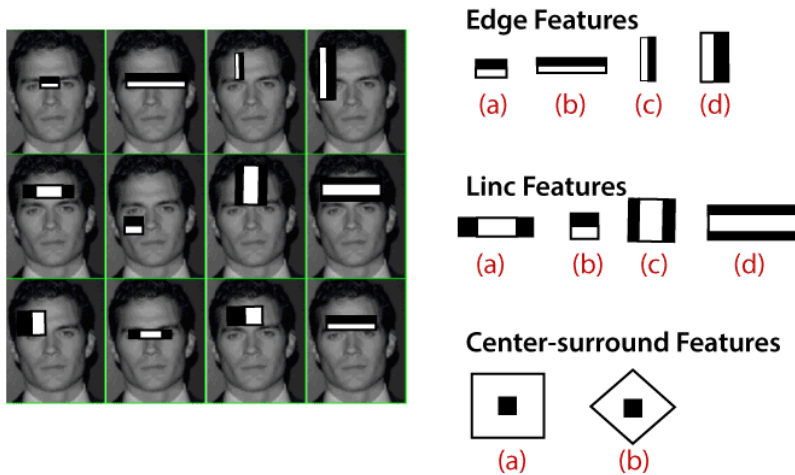 Edge Features
(a) (b) (c) (d)
Linc Features
(a) (b) (c) (d)
Center-surround Features
(a) (b)